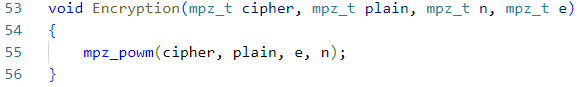 53 void Encryption(mpz_t cipher, mpz_t plain, mpz_t n, mpz_t e)
54 {
55     mpz_powm(cipher, plain, e, n);
56 }